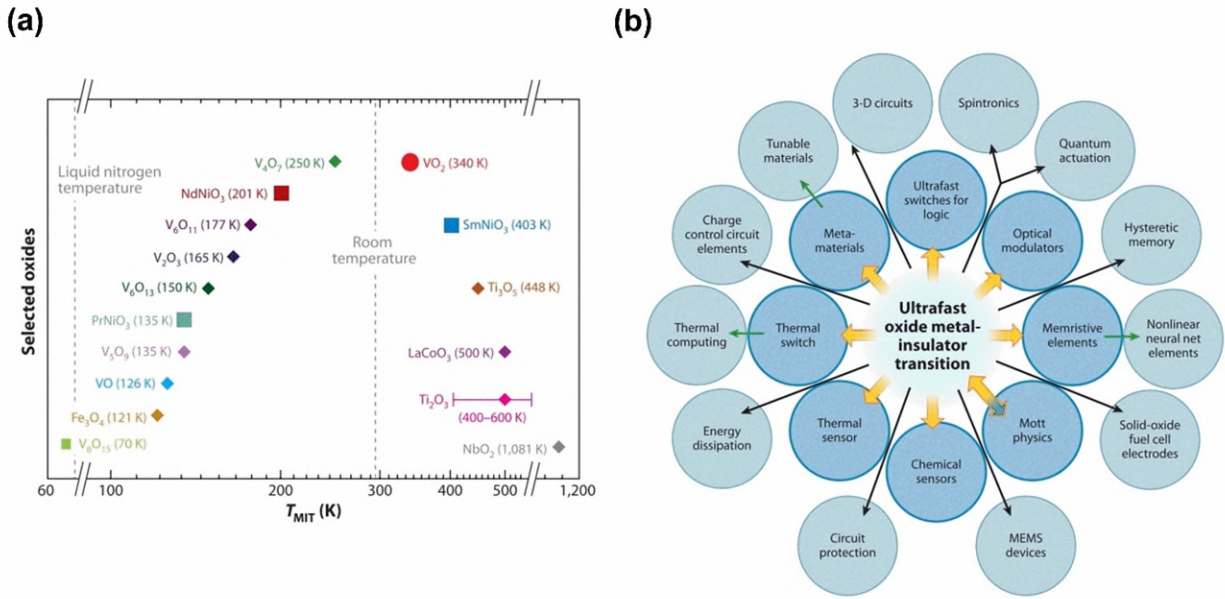 (a)
(b)
Selected oxides
Liquid nitrogen
temperature
Room
temperature
V₄O₇ (250 K)
VO₂ (340 K)
NdNiO₃ (201 K)
V₆O₁₁ (177 K)
SmNiO₃ (403 K)
V₂O₃ (165 K)
V₆O₁₃ (150 K)
Ti₃O₅ (448 K)
PrNiO₃ (135 K)
V₅O₉ (135 K)
LaCoO₃ (500 K)
VO (126 K)
Ti₂O₃
(400–600 K)
Fe₃O₄ (121 K)
V₈O₁₅ (70 K)
NbO₂ (1,081 K)
60
100
200
300
400
500
1,200
T_MIT (K)
3-D circuits
Spintronics
Tunable
materials
Quantum
actuation
Ultrafast
switches for
logic
Charge
control circuit
elements
Meta-
materials
Optical
modulators
Hysteretic
memory
Thermal
computing
Thermal
switch
Ultrafast
oxide metal-
insulator
transition
Memristive
elements
Nonlinear
neural net
elements
Energy
dissipation
Thermal
sensor
Chemical
sensors
Mott
physics
Solid-oxide
fuel cell
electrodes
Circuit
protection
MEMS
devices